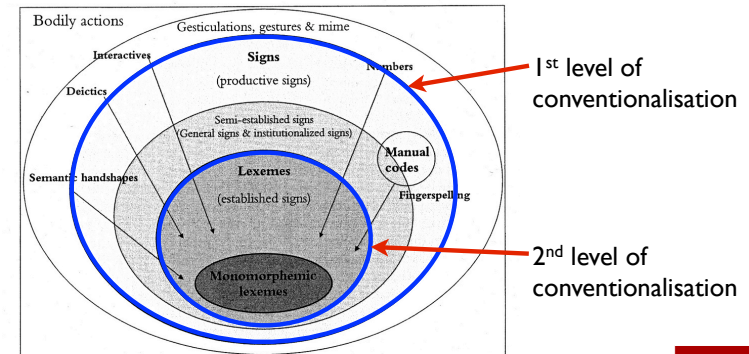 Bodily actions
Gesticulations, gestures & mime
Interactives
Signs
Numbers
(productive signs)
Deictics
Semi-established signs
(General signs & institutionalized signs)
Manual
codes
Lexemes
Semantic handshapes
(established signs)
Fingerspelling
Monomorphemic
lexemes
1st level of
conventionalisation
2nd level of
conventionalisation